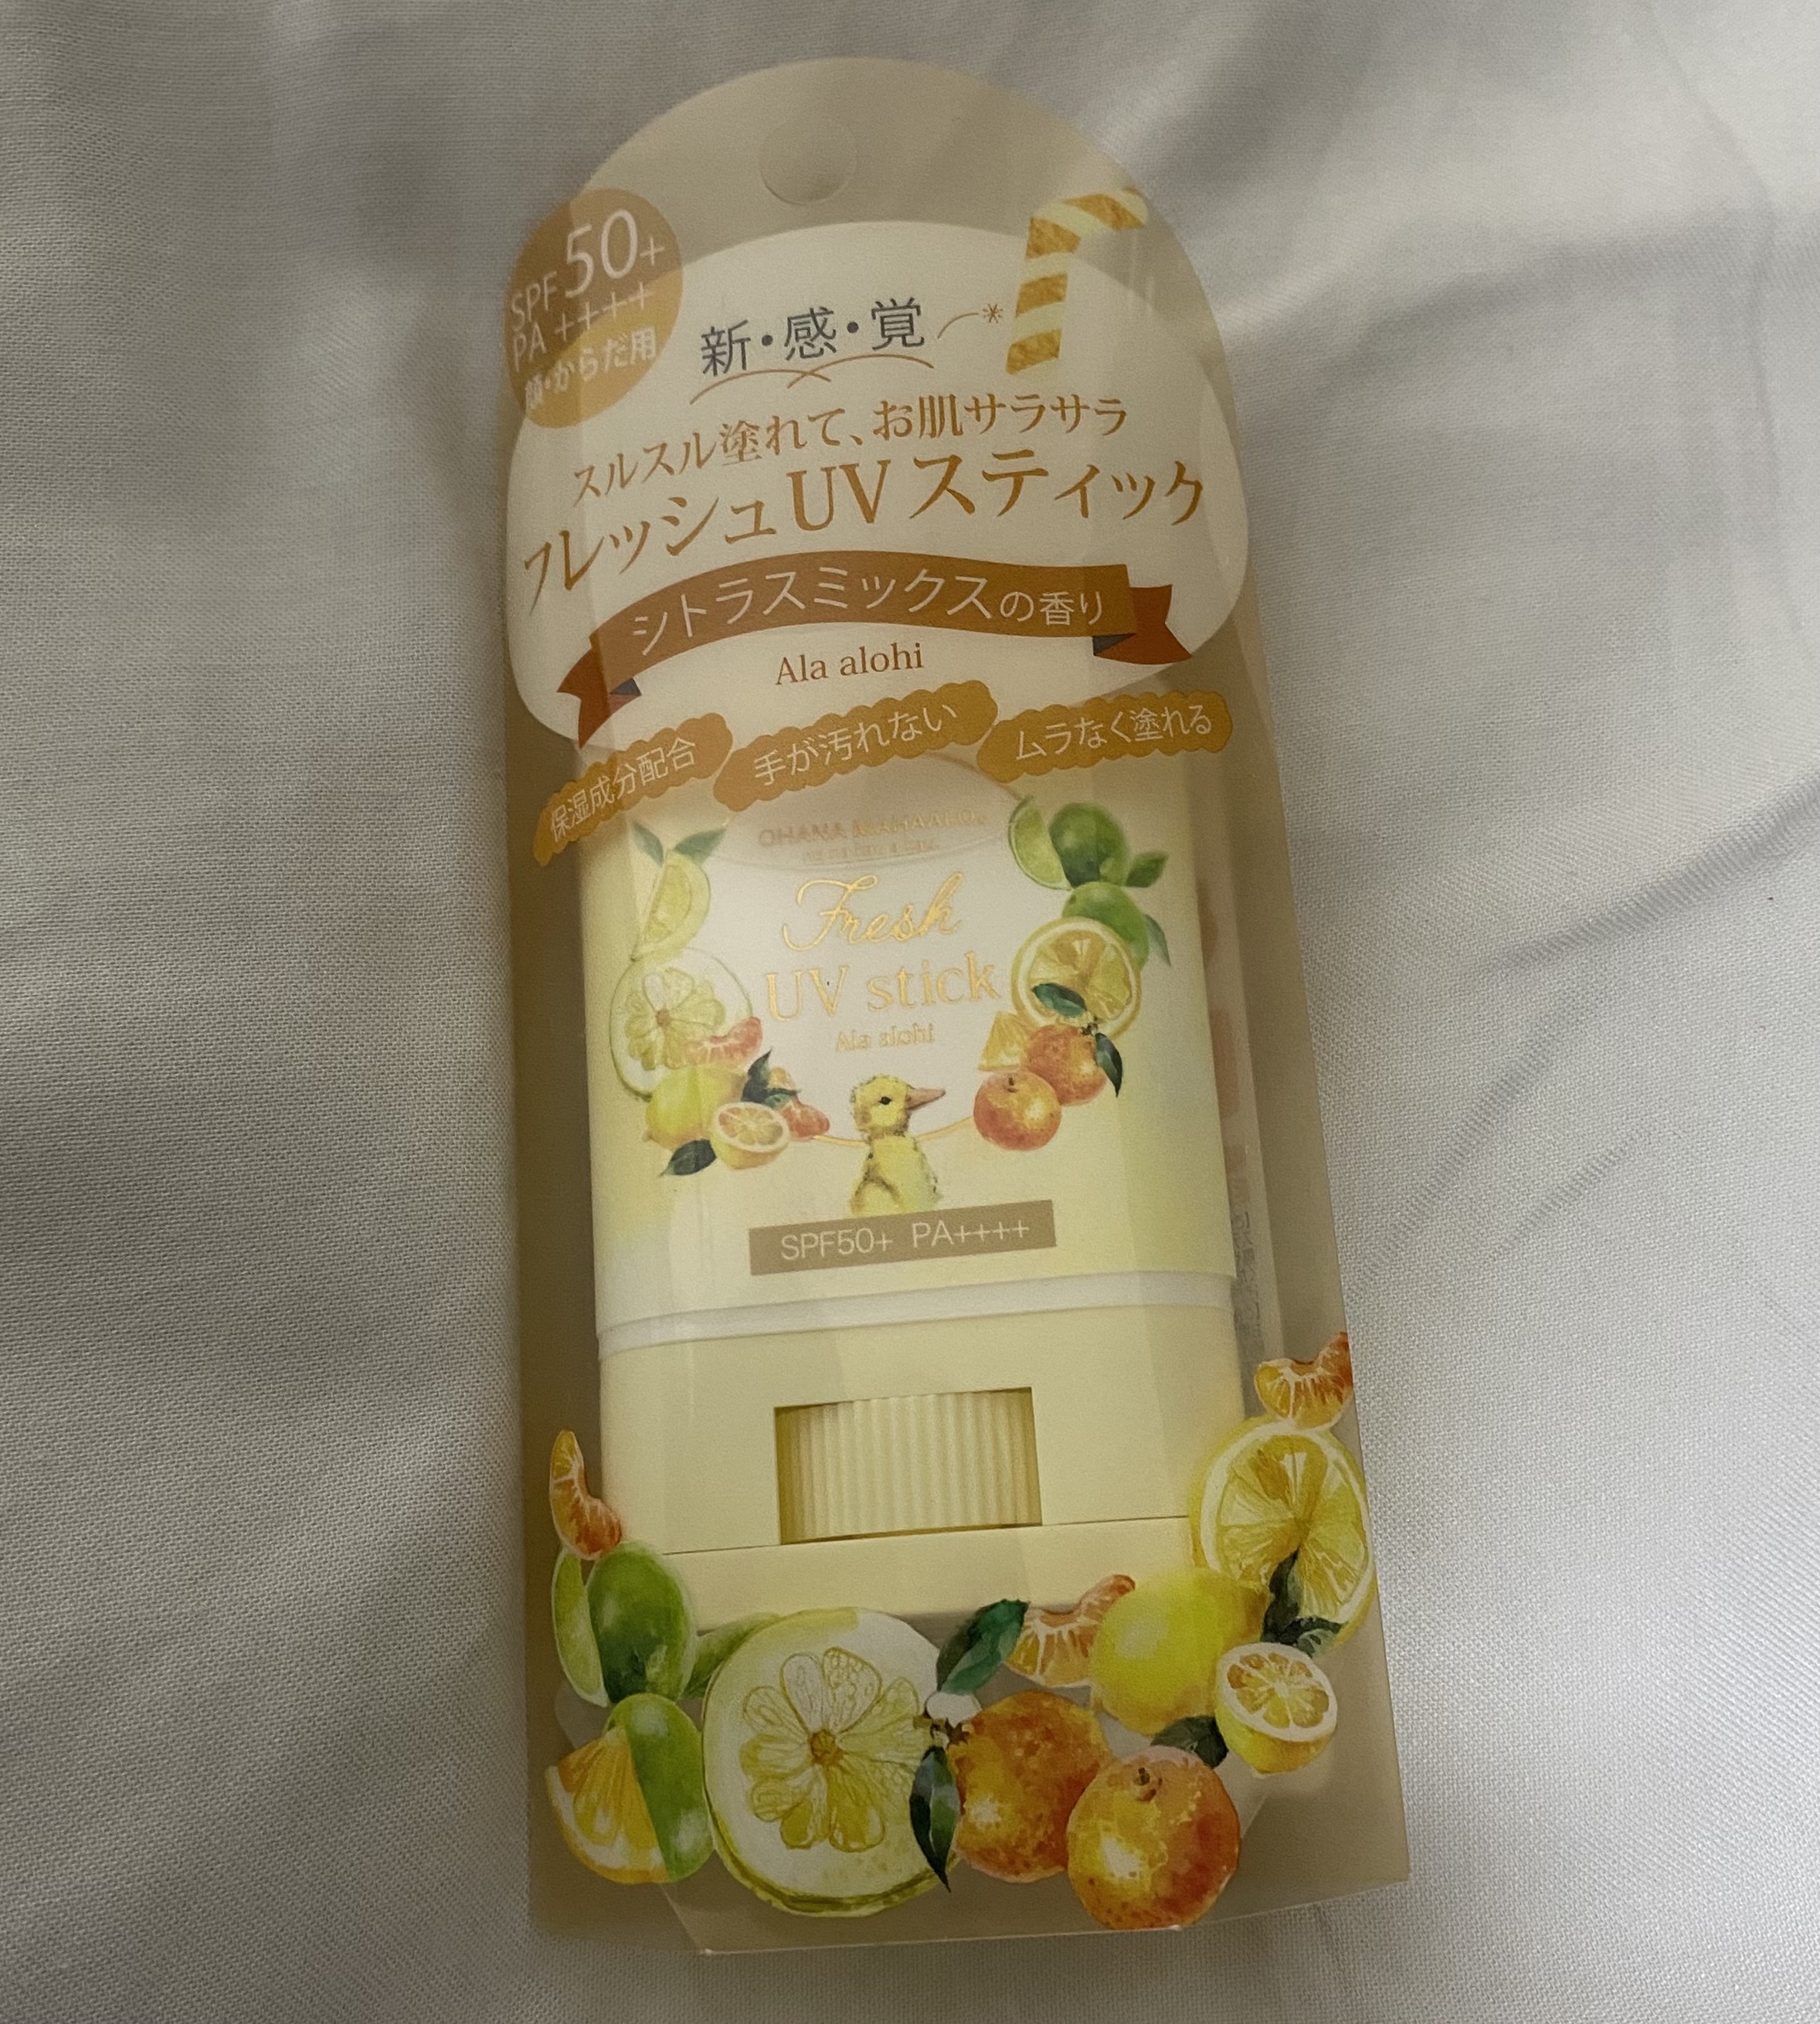 SPF50+
PA++++
顔・からだ用
新・感・覚
スルスル塗れて、お肌サラサラ
フレッシュUVスティック
シトラスミックスの香り
Ala alohi
保湿成分配合
手が汚れない
ムラなく塗れる
OHANA MAHAALO
Fresh
UV stick
Ala alohi
SPF50+ PA++++